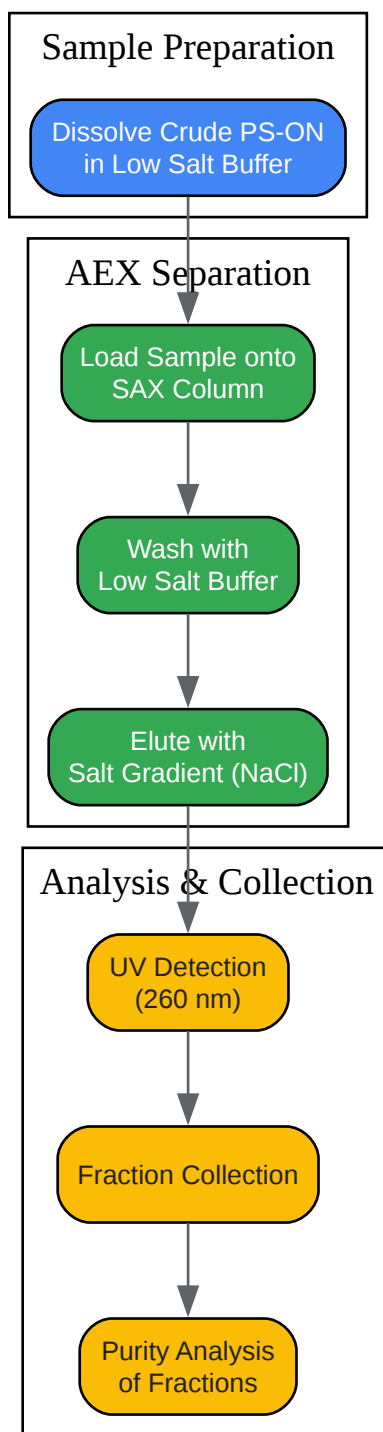 Sample Preparation
Dissolve Crude PS-ON
in Low Salt Buffer
AEX Separation
Load Sample onto
SAX Column
Wash with
Low Salt Buffer
Elute with
Salt Gradient (NaCl)
Analysis & Collection
UV Detection
(260 nm)
Fraction Collection
Purity Analysis
of Fractions